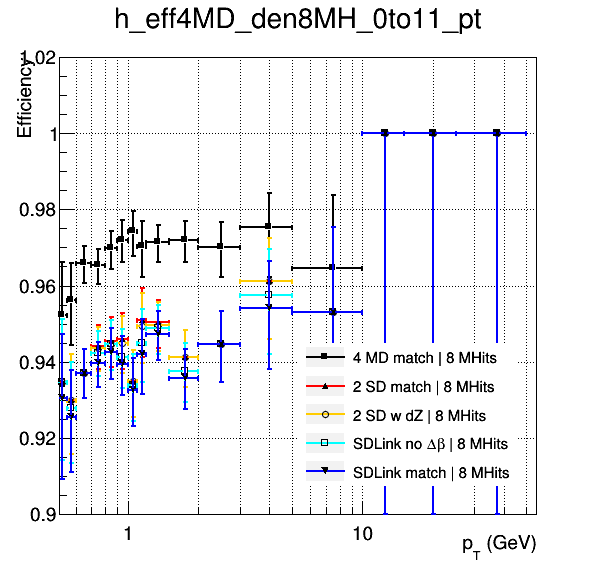 h_eff4MD_den8MH_0to11_pt
Efficiency
1.02
1
0.98
0.96
0.94
0.92
0.9
4 MD match | 8 MHits
2 SD match | 8 MHits
2 SD w dZ | 8 MHits
SDLink no Δβ | 8 MHits
SDLink match | 8 MHits
1
10
p_T (GeV)